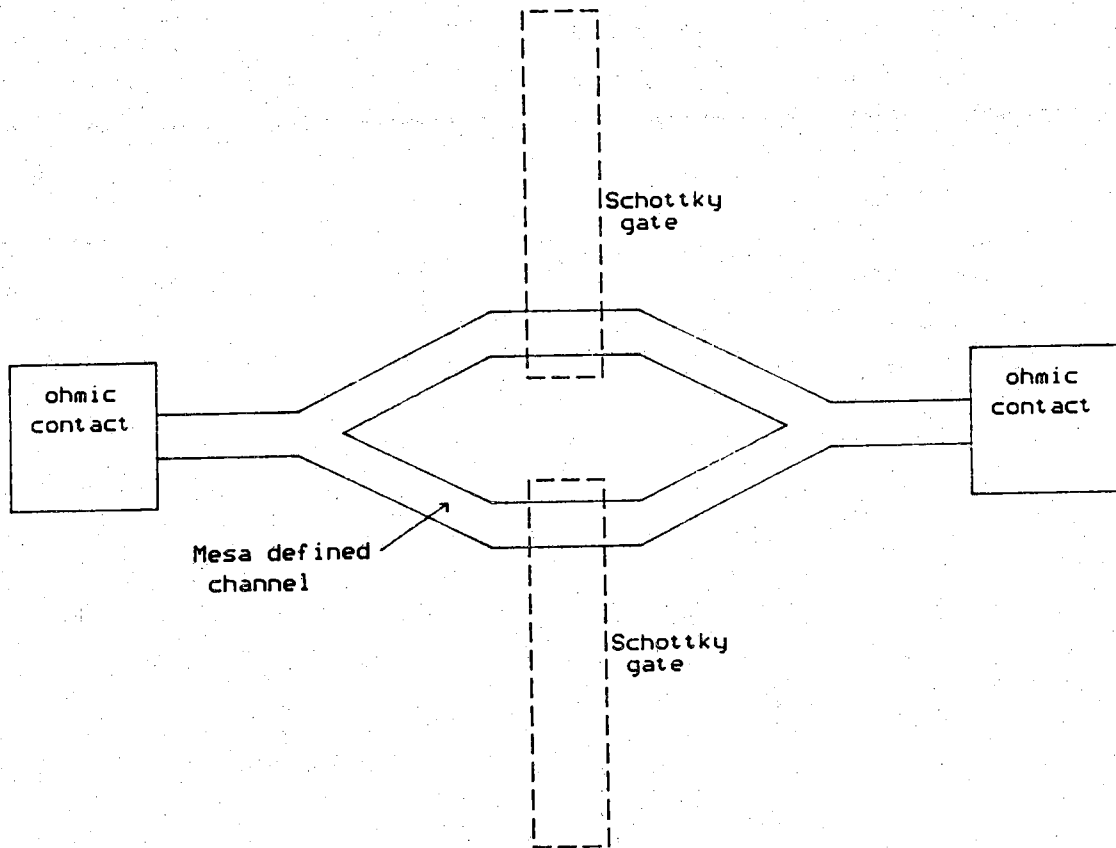 Schottky
gate
ohmic
contact
ohmic
contact
Mesa defined
channel
Schottky
gate